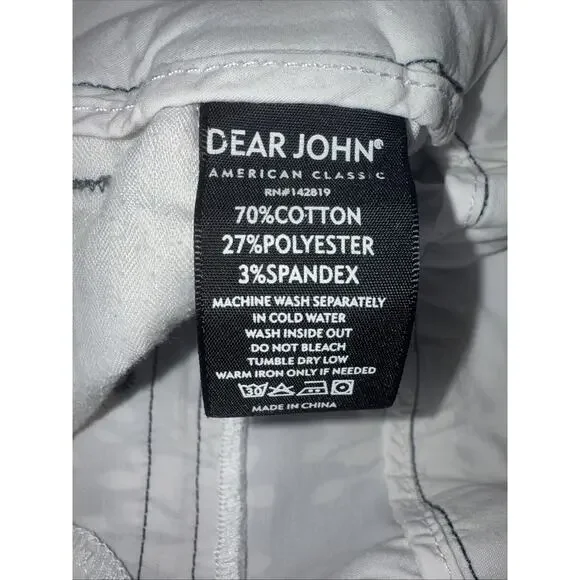 DEAR JOHN®
AMERICAN CLASSIC
RN#142819
70%COTTON
27%POLYESTER
3%SPANDEX
MACHINE WASH SEPARATELY
IN COLD WATER
WASH INSIDE OUT
DO NOT BLEACH
TUMBLE DRY LOW
WARM IRON ONLY IF NEEDED
30
MADE IN CHINA